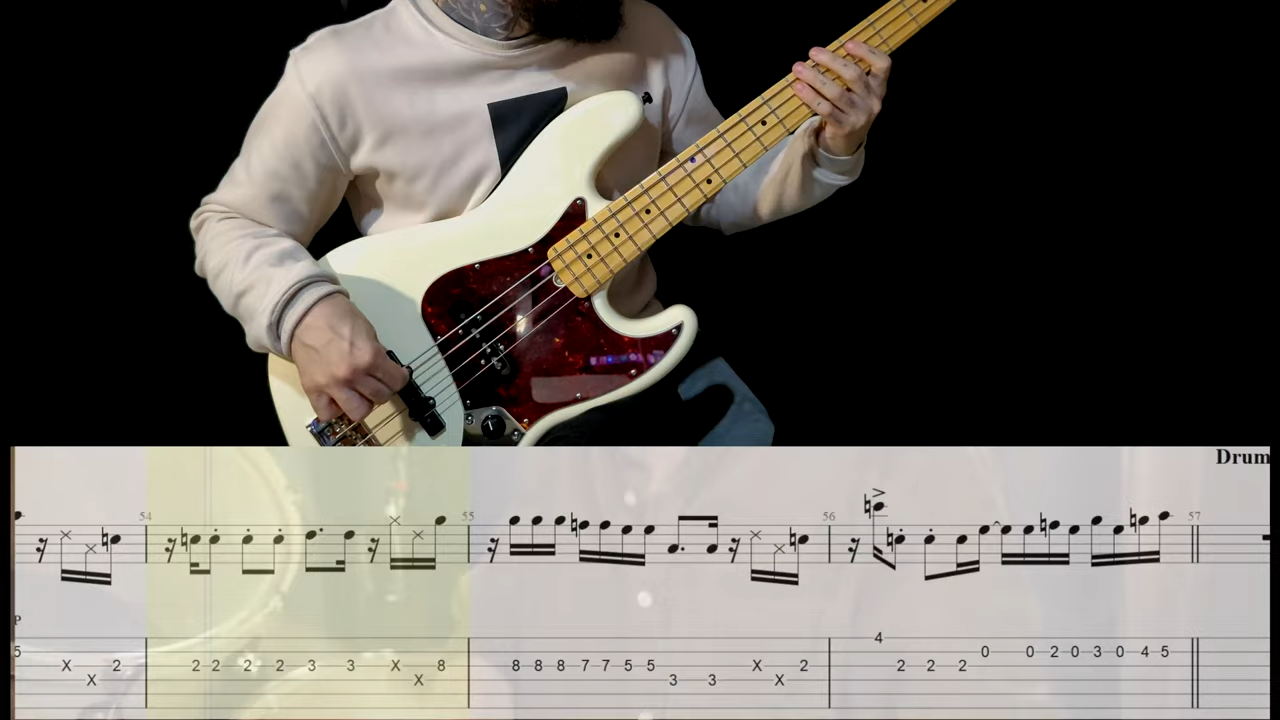 Drum
54 55 56 57
P
4
5 0 0 2 0 3 0 4 5
X 2 2 2 2 2 3 3 X 8 8 8 8 7 7 5 5 X 2 2 2 2
X X 3 3 X